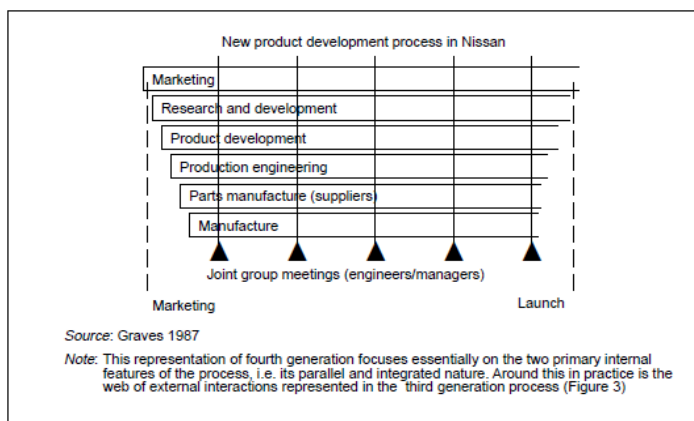 New product development process in Nissan
Marketing
Research and development
Product development
Production engineering
Parts manufacture (suppliers)
Manufacture
Joint group meetings (engineers/managers)
Marketing
Launch
Source: Graves 1987
Note: This representation of fourth generation focuses essentially on the two primary internal
features of the process, i.e. its parallel and integrated nature. Around this in practice is the
web of external interactions represented in the third generation process (Figure 3)